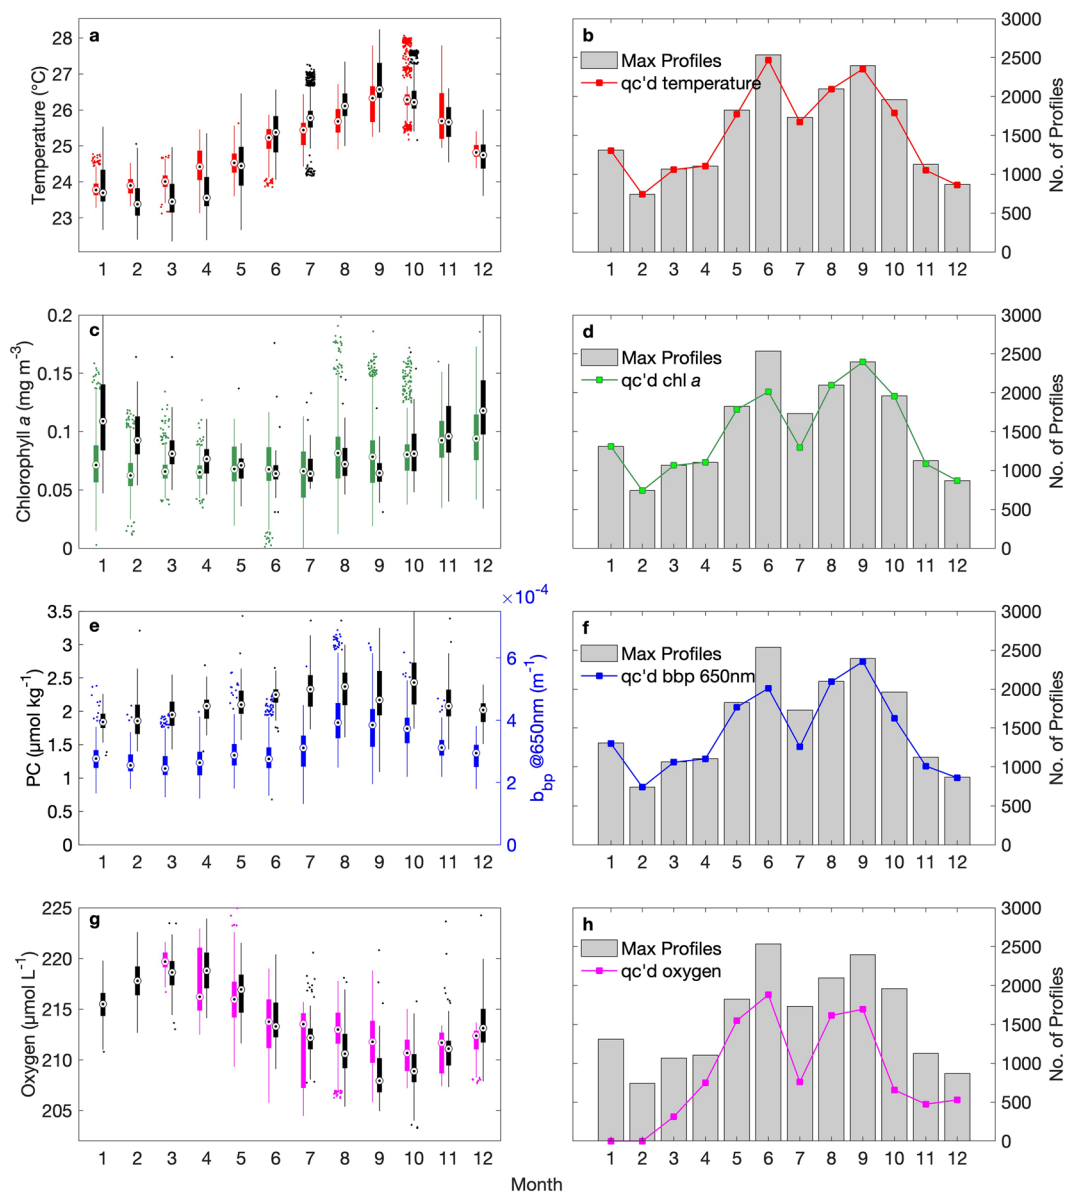 a
28
27
26
25
24
23
Temperature (°C)
1 2 3 4 5 6 7 8 9 10 11 12
b
Max Profiles
qc'd temperature
3000
2500
2000
1500
1000
500
0
No. of Profiles
1 2 3 4 5 6 7 8 9 10 11 12
c
0.2
0.15
0.1
0.05
0
Chlorophyll a (mg m⁻³)
1 2 3 4 5 6 7 8 9 10 11 12
d
Max Profiles
qc'd chl a
3000
2500
2000
1500
1000
500
0
No. of Profiles
1 2 3 4 5 6 7 8 9 10 11 12
e
3.5
3
2.5
2
1.5
1
0.5
0
PC (µmol kg⁻¹)
×10⁻⁴
6
4
2
0
b_bp @650nm (m⁻¹)
1 2 3 4 5 6 7 8 9 10 11 12
f
Max Profiles
qc'd bbp 650nm
3000
2500
2000
1500
1000
500
0
No. of Profiles
1 2 3 4 5 6 7 8 9 10 11 12
g
225
220
215
210
205
Oxygen (µmol L⁻¹)
1 2 3 4 5 6 7 8 9 10 11 12
h
Max Profiles
qc'd oxygen
3000
2500
2000
1500
1000
500
0
No. of Profiles
1 2 3 4 5 6 7 8 9 10 11 12
Month